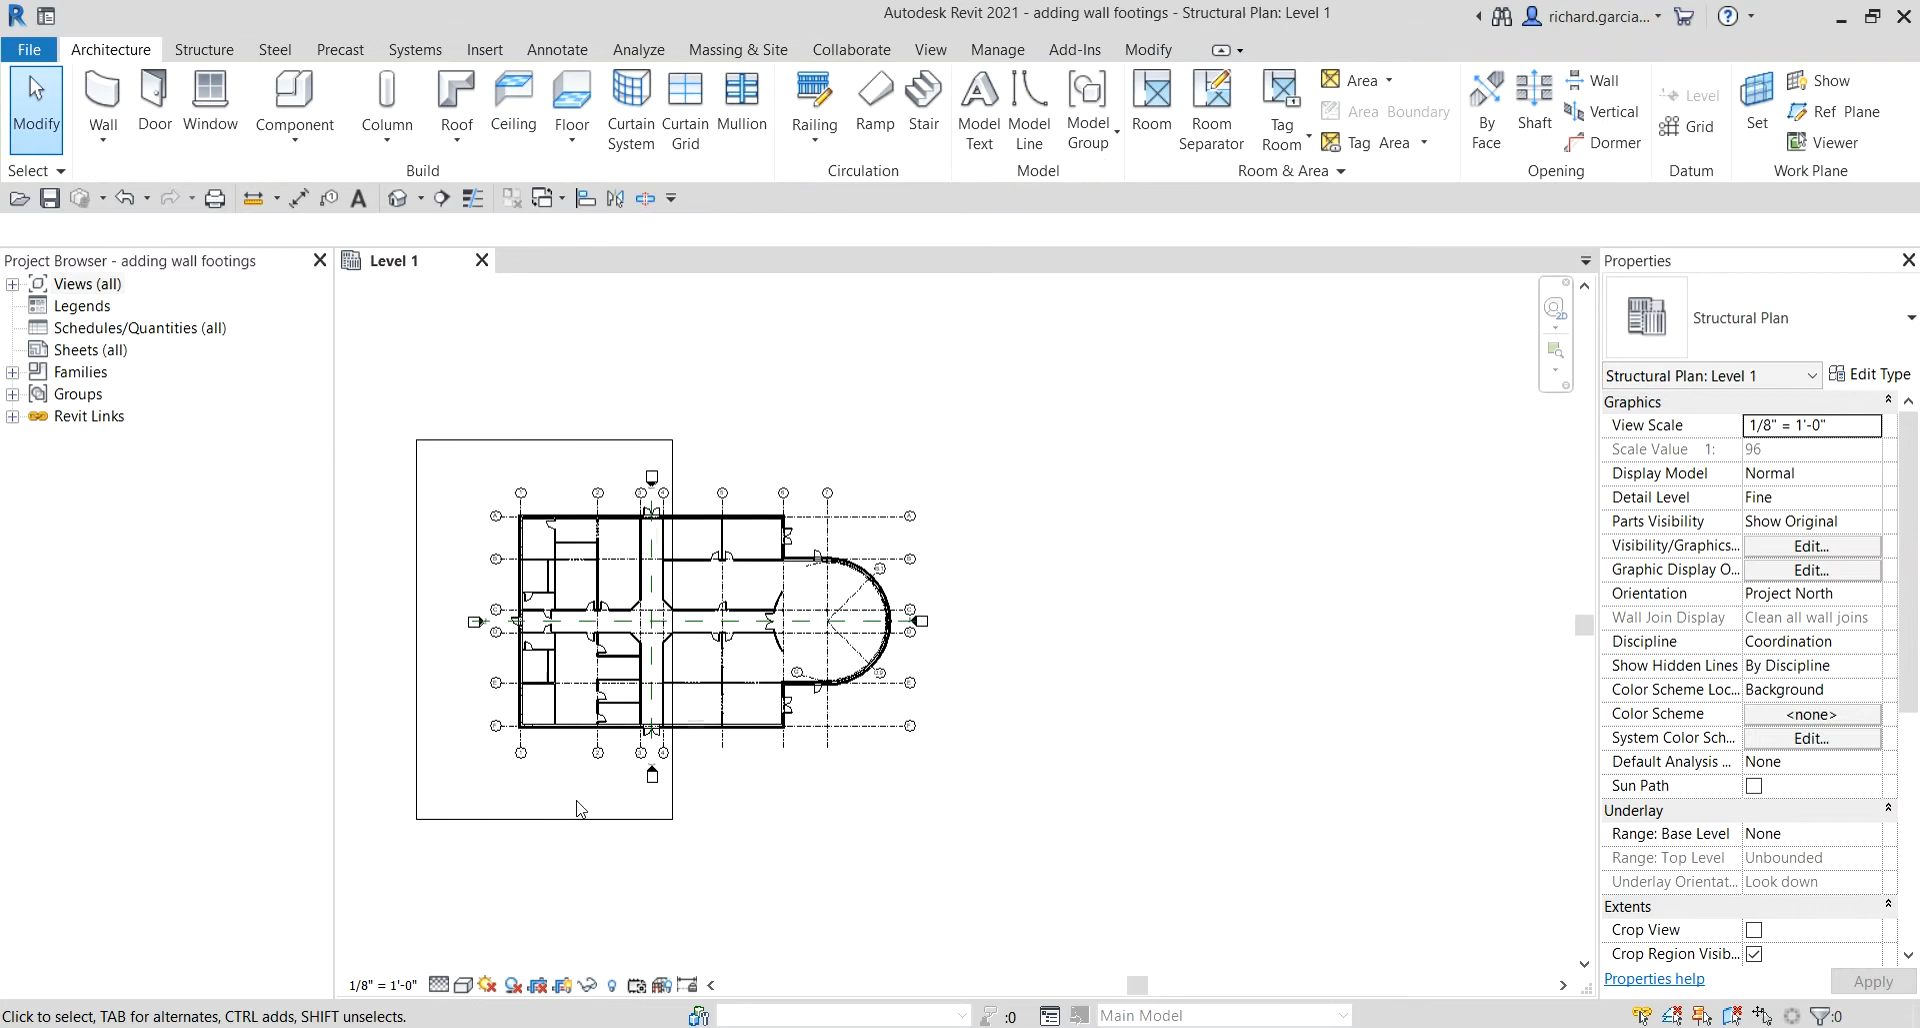 Autodesk Revit 2021 - adding wall footings - Structural Plan: Level 1
richard.garcia...
File Architecture Structure Steel Precast Systems Insert Annotate Analyze Massing & Site Collaborate View Manage Add-Ins Modify
Modify Wall Door Window Component Column Roof Ceiling Floor Curtain System Curtain Grid Mullion Railing Ramp Stair Model Text Model Line Model Group Room Room Separator Tag Room
Area
Area Boundary
Tag Area
By Face Shaft
Wall
Vertical
Dormer
Level
Grid
Set
Show
Ref Plane
Viewer
Select Build Circulation Model Room & Area Opening Datum Work Plane
Project Browser - adding wall footings
Views (all)
Legends
Schedules/Quantities (all)
Sheets (all)
Families
Groups
Revit Links
Level 1
2D
Properties
Structural Plan
Structural Plan: Level 1 Edit Type
Graphics
View Scale 1/8" = 1'-0"
Scale Value 1: 96
Display Model Normal
Detail Level Fine
Parts Visibility Show Original
Visibility/Graphics... Edit...
Graphic Display O... Edit...
Orientation Project North
Wall Join Display Clean all wall joins
Discipline Coordination
Show Hidden Lines By Discipline
Color Scheme Loc... Background
Color Scheme <none>
System Color Sch... Edit...
Default Analysis ... None
Sun Path
Underlay
Range: Base Level None
Range: Top Level Unbounded
Underlay Orientat... Look down
Extents
Crop View
Crop Region Visib...
Properties help Apply
1/8" = 1'-0"
Click to select, TAB for alternates, CTRL adds, SHIFT unselects.
:0
Main Model
:0